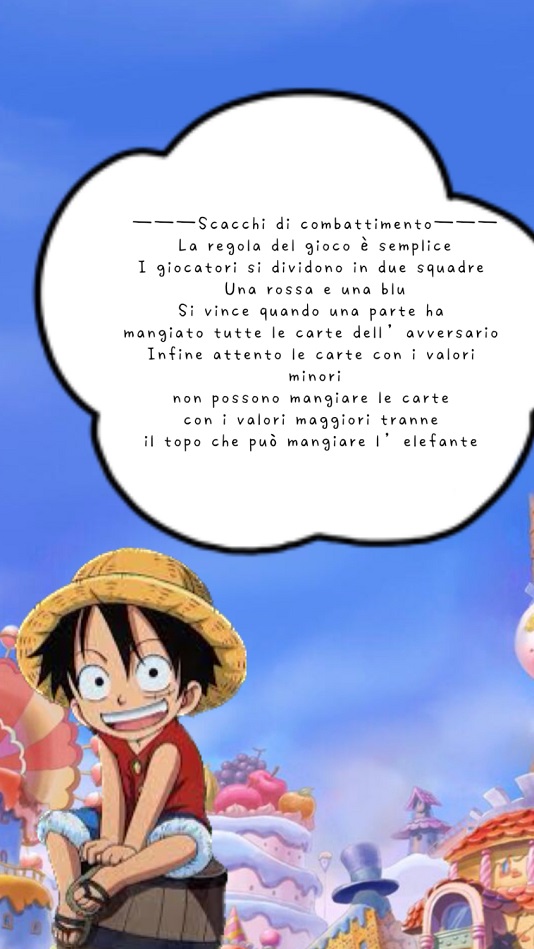 ———Scacchi di combattimento———
La regola del gioco è semplice
I giocatori si dividono in due squadre
Una rossa e una blu
Si vince quando una parte ha
mangiato tutte le carte dell’avversario
Infine attento le carte con i valori
minori
non possono mangiare le carte
con i valori maggiori tranne
il topo che può mangiare l’elefante